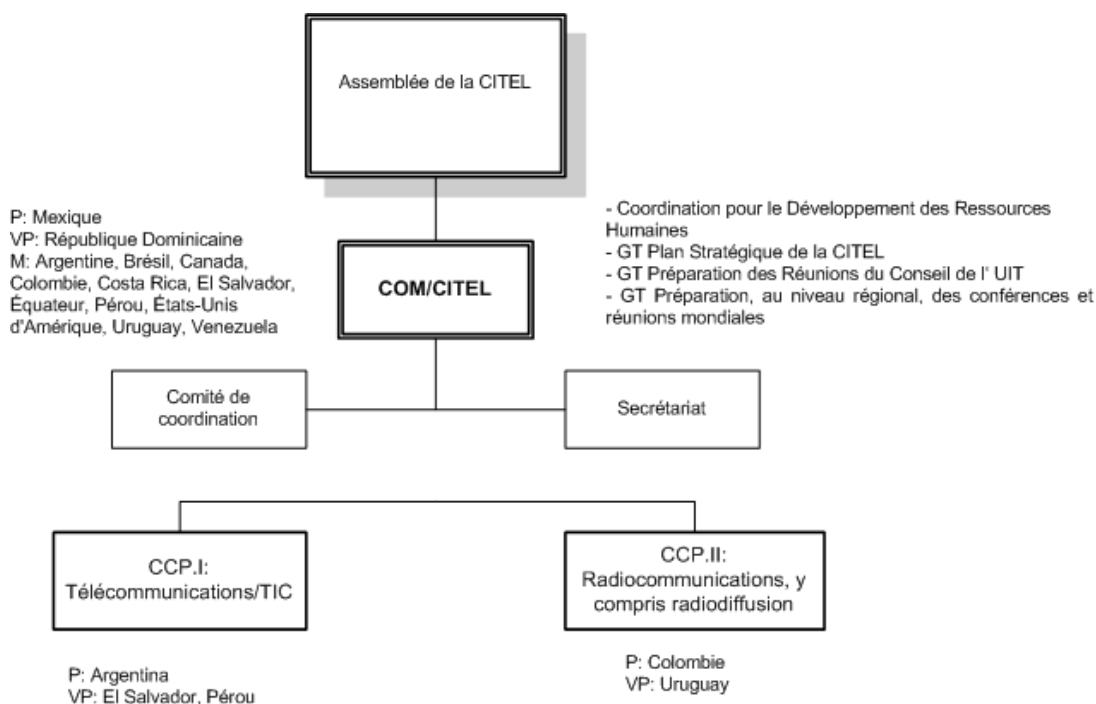 Assemblée de la CITEL
P: Mexique
VP: République Dominicaine
M: Argentine, Brésil, Canada,
Colombie, Costa Rica, El Salvador,
Équateur, Pérou, États-Unis
d'Amérique, Uruguay, Venezuela
COM/CITEL
- Coordination pour le Développement des Ressources
Humaines
- GT Plan Stratégique de la CITEL
- GT Préparation des Réunions du Conseil de l' UIT
- GT Préparation, au niveau régional, des conférences et
réunions mondiales
Comité de
coordination
Secrétariat
CCP.I:
Télécommunications/TIC
CCP.II:
Radiocommunications, y
compris radiodiffusion
P: Argentina
VP: El Salvador, Pérou
P: Colombie
VP: Uruguay